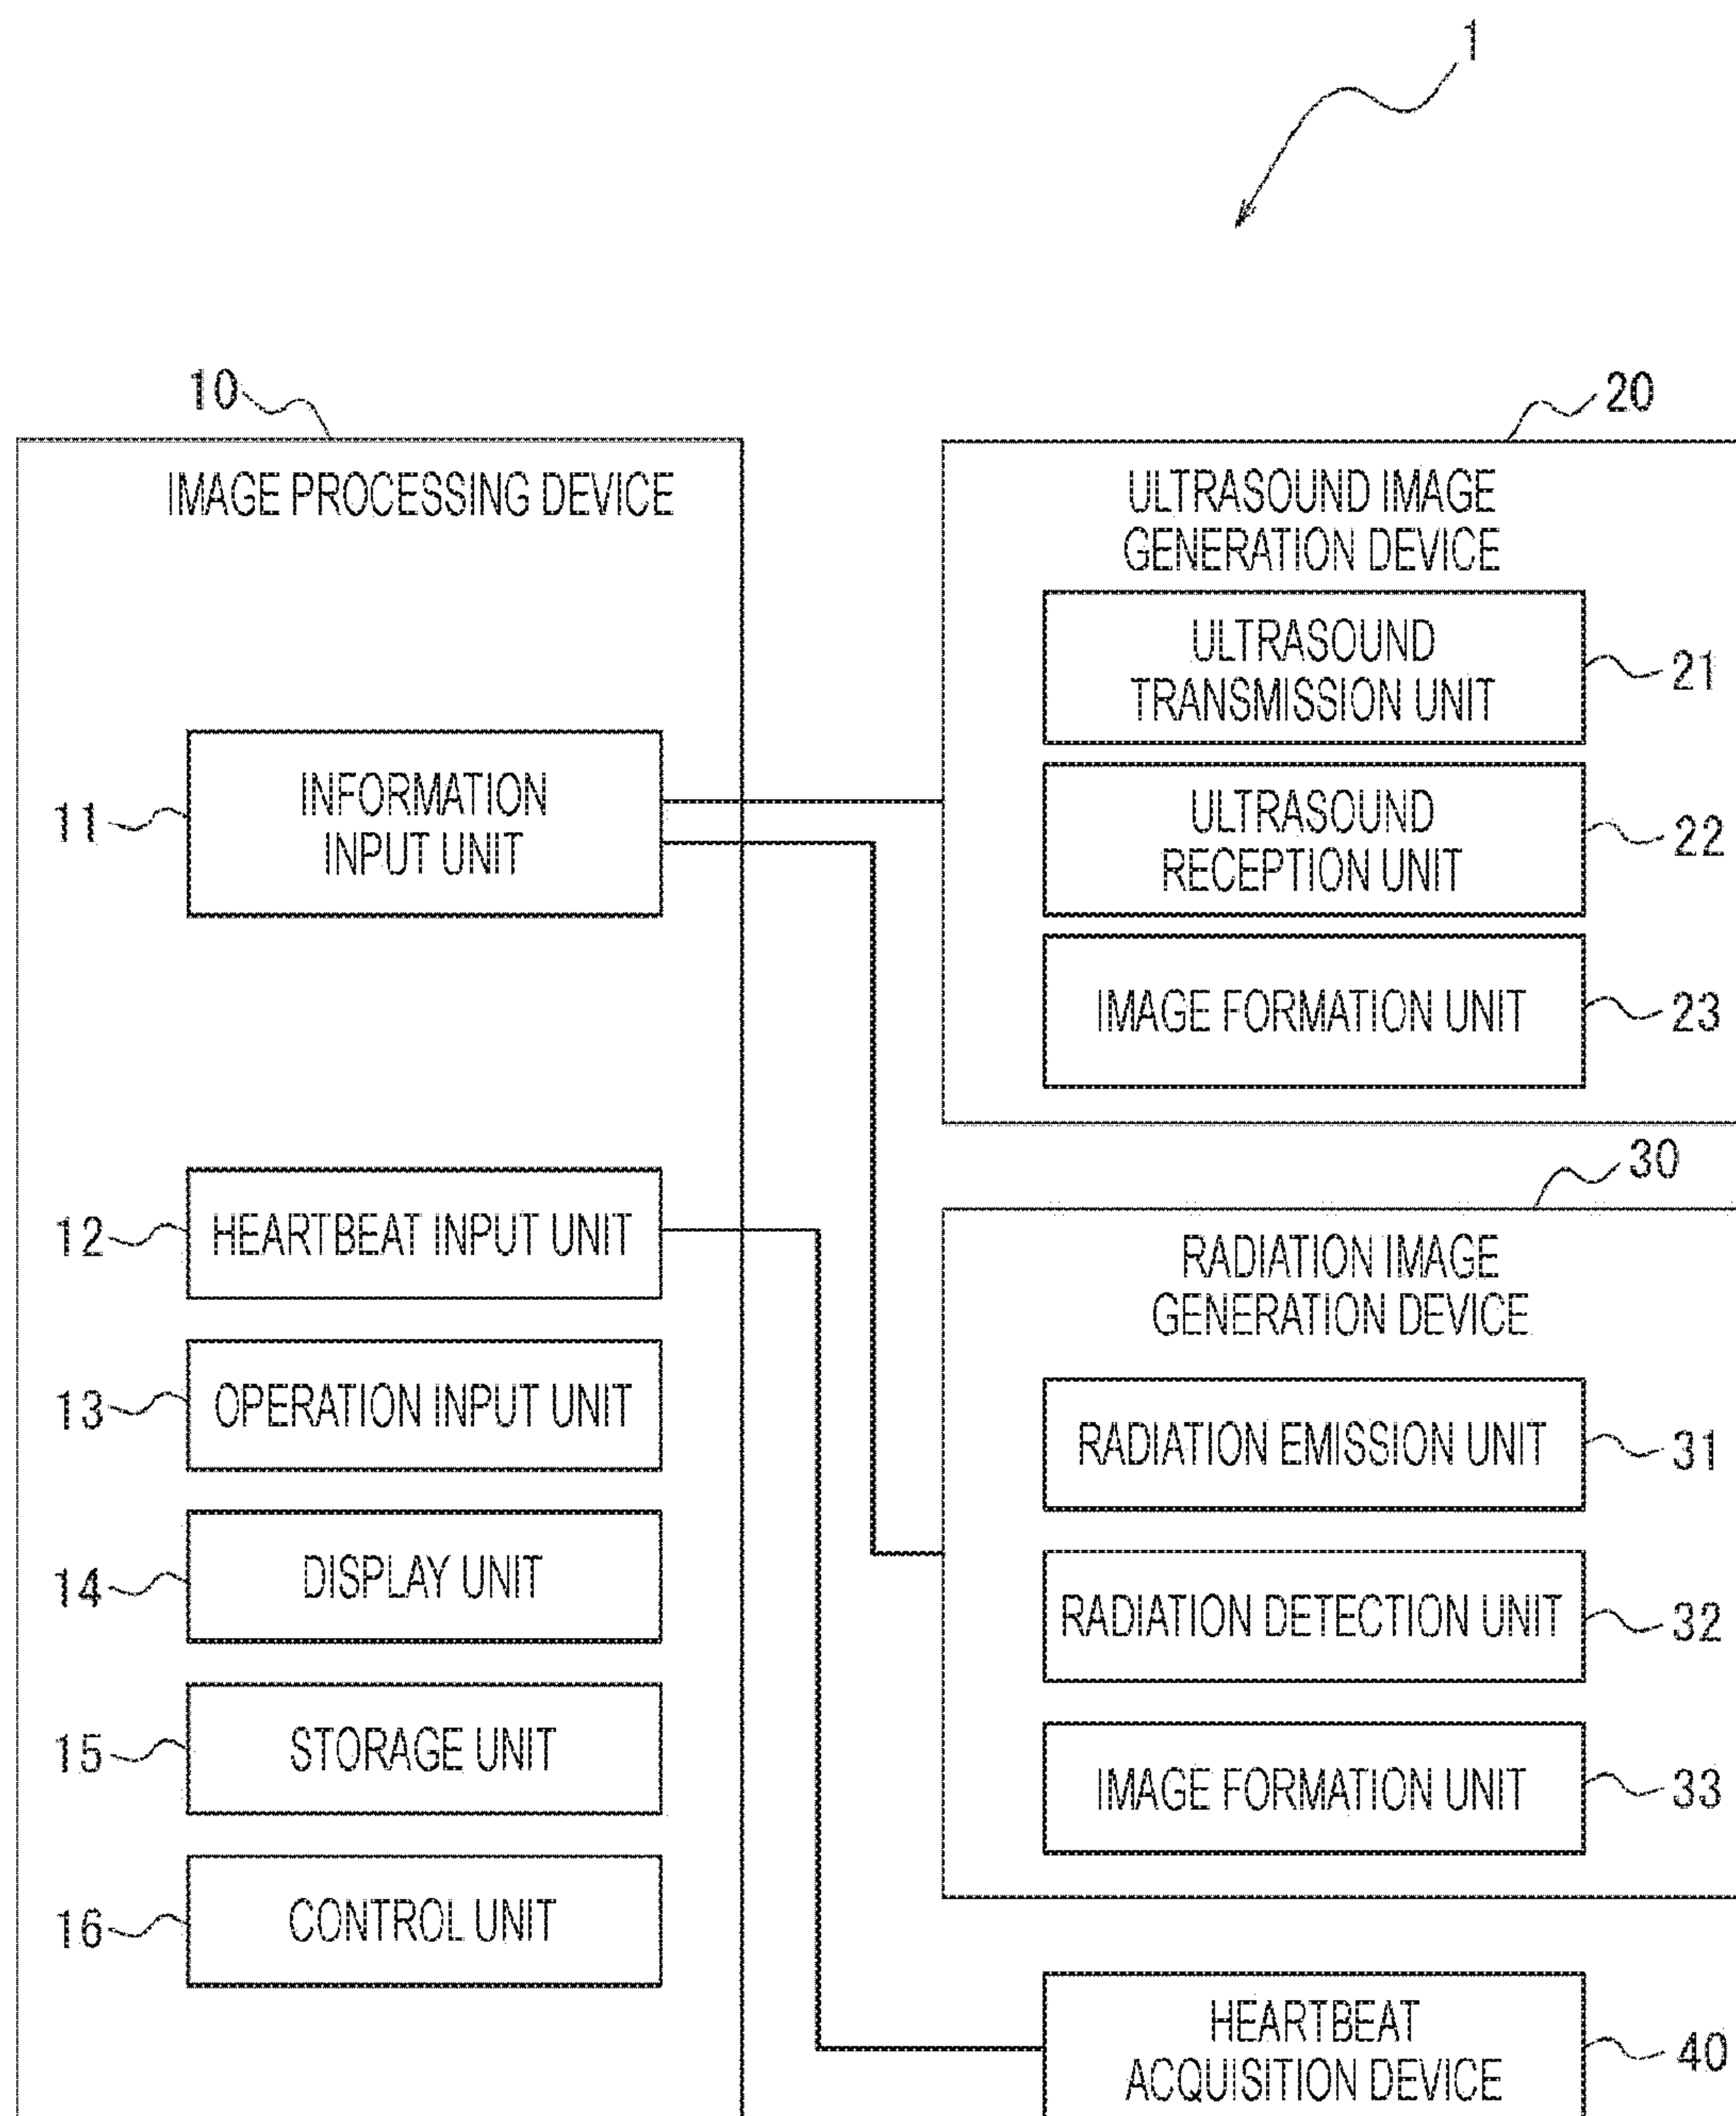 1
10
IMAGE PROCESSING DEVICE
11
INFORMATION
INPUT UNIT
12
HEARTBEAT INPUT UNIT
13
OPERATION INPUT UNIT
14
DISPLAY UNIT
15
STORAGE UNIT
16
CONTROL UNIT
20
ULTRASOUND IMAGE
GENERATION DEVICE
ULTRASOUND
TRANSMISSION UNIT
21
ULTRASOUND
RECEPTION UNIT
22
IMAGE FORMATION UNIT
23
30
RADIATION IMAGE
GENERATION DEVICE
RADIATION EMISSION UNIT
31
RADIATION DETECTION UNIT
32
IMAGE FORMATION UNIT
33
HEARTBEAT
ACQUISITION DEVICE
40